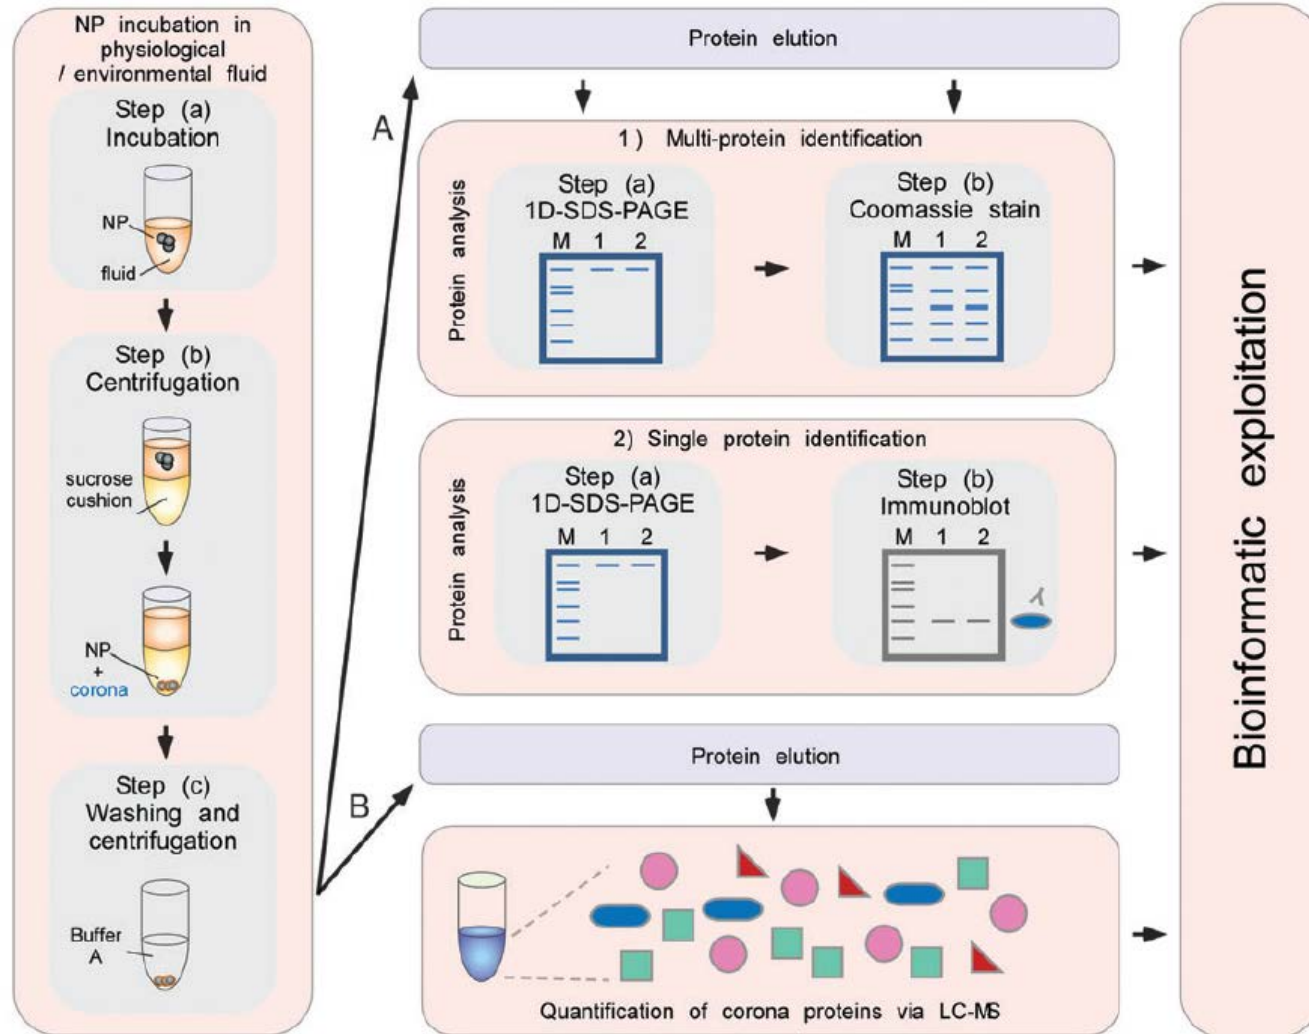 NP incubation in
physiological
/ environmental fluid
Step (a)
Incubation
NP
fluid
Step (b)
Centrifugation
sucrose
cushion
NP
+
corona
Step (c)
Washing and
centrifugation
Buffer
A
A
B
Protein elution
1) Multi-protein identification
Protein analysis
Step (a)
1D-SDS-PAGE
M 1 2
Step (b)
Coomassie stain
M 1 2
2) Single protein identification
Protein analysis
Step (a)
1D-SDS-PAGE
M 1 2
Step (b)
Immunoblot
M 1 2
Protein elution
Quantification of corona proteins via LC-MS
Bioinformatic exploitation